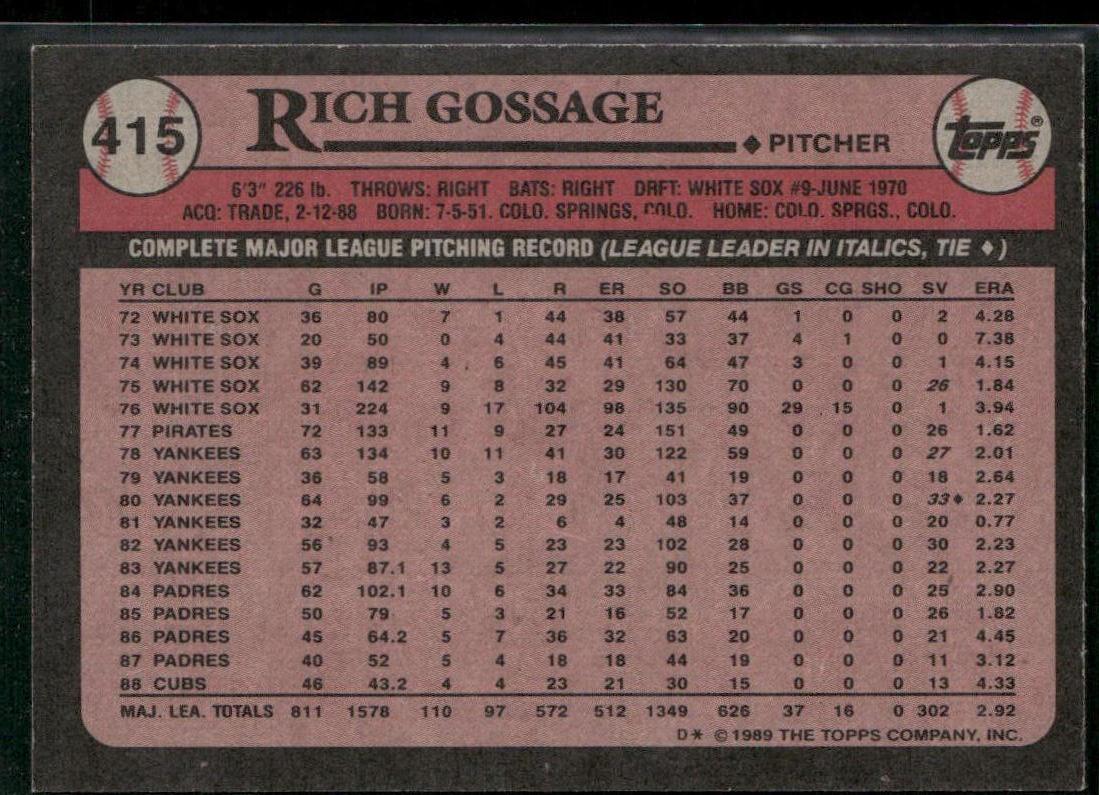 415
RICH GOSSAGE
◆ PITCHER
TOPPS®
6'3" 226 lb. THROWS: RIGHT BATS: RIGHT DRFT: WHITE SOX #9-JUNE 1970
ACQ: TRADE, 2-12-88 BORN: 7-5-51. COLO. SPRINGS, COLO. HOME: COLO. SPRGS., COLO.
COMPLETE MAJOR LEAGUE PITCHING RECORD (LEAGUE LEADER IN ITALICS, TIE ♦)
YR CLUB G IP W L R ER SO BB GS CG SHO SV ERA
72 WHITE SOX 36 80 7 1 44 38 57 44 1 0 0 2 4.28
73 WHITE SOX 20 50 0 4 44 41 33 37 4 1 0 0 7.38
74 WHITE SOX 39 89 4 6 45 41 64 47 3 0 0 1 4.15
75 WHITE SOX 62 142 9 8 32 29 130 70 0 0 0 26 1.84
76 WHITE SOX 31 224 9 17 104 98 135 90 29 15 0 1 3.94
77 PIRATES 72 133 11 9 27 24 151 49 0 0 0 26 1.62
78 YANKEES 63 134 10 11 41 30 122 59 0 0 0 27 2.01
79 YANKEES 36 58 5 3 18 17 41 19 0 0 0 18 2.64
80 YANKEES 64 99 6 2 29 25 103 37 0 0 0 33♦ 2.27
81 YANKEES 32 47 3 2 6 4 48 14 0 0 0 20 0.77
82 YANKEES 56 93 4 5 23 23 102 28 0 0 0 30 2.23
83 YANKEES 57 87.1 13 5 27 22 90 25 0 0 0 22 2.27
84 PADRES 62 102.1 10 6 34 33 84 36 0 0 0 25 2.90
85 PADRES 50 79 5 3 21 16 52 17 0 0 0 26 1.82
86 PADRES 45 64.2 5 7 36 32 63 20 0 0 0 21 4.45
87 PADRES 40 52 5 4 18 18 44 19 0 0 0 11 3.12
88 CUBS 46 43.2 4 4 23 21 30 15 0 0 0 13 4.33
MAJ. LEA. TOTALS 811 1578 110 97 572 512 1349 626 37 16 0 302 2.92
D* ©1989 THE TOPPS COMPANY, INC.